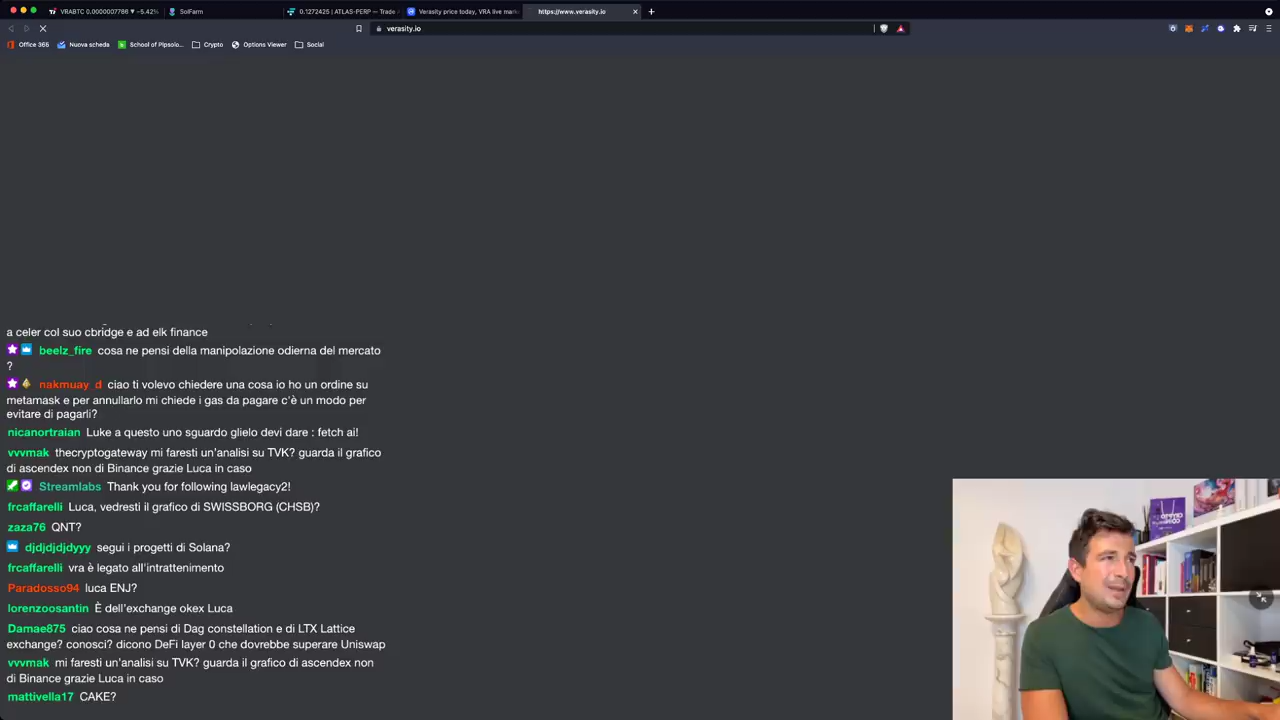 VRABTC 0.0000007786 ▼ −5.42%
SolFarm
0.1272425 | ATLAS-PERP — Trade
Verasity price today, VRA live mark
https://www.verasity.io
verasity.io
Office 365
Nuova scheda
School of Pipsolo...
Crypto
Options Viewer
Social
a celer col suo cbridge e ad elk finance
beelz_fire cosa ne pensi della manipolazione odierna del mercato
?
nakmuay_d ciao ti volevo chiedere una cosa io ho un ordine su
metamask e per annullarlo mi chiede i gas da pagare c'è un modo per
evitare di pagarli?
nicanortraian Luke a questo uno sguardo glielo devi dare : fetch ai!
vvvmak thecryptogateway mi faresti un'analisi su TVK? guarda il grafico
di ascendex non di Binance grazie Luca in caso
Streamlabs Thank you for following lawlegacy2!
frcaffarelli Luca, vedresti il grafico di SWISSBORG (CHSB)?
zaza76 QNT?
djdjdjdjdyyy segui i progetti di Solana?
frcaffarelli vra è legato all'intrattenimento
Paradosso94 luca ENJ?
lorenzoosantin È dell'exchange okex Luca
Damae875 ciao cosa ne pensi di Dag constellation e di LTX Lattice
exchange? conosci? dicono DeFi layer 0 che dovrebbe superare Uniswap
vvvmak mi faresti un'analisi su TVK? guarda il grafico di ascendex non
di Binance grazie Luca in caso
mattivella17 CAKE?